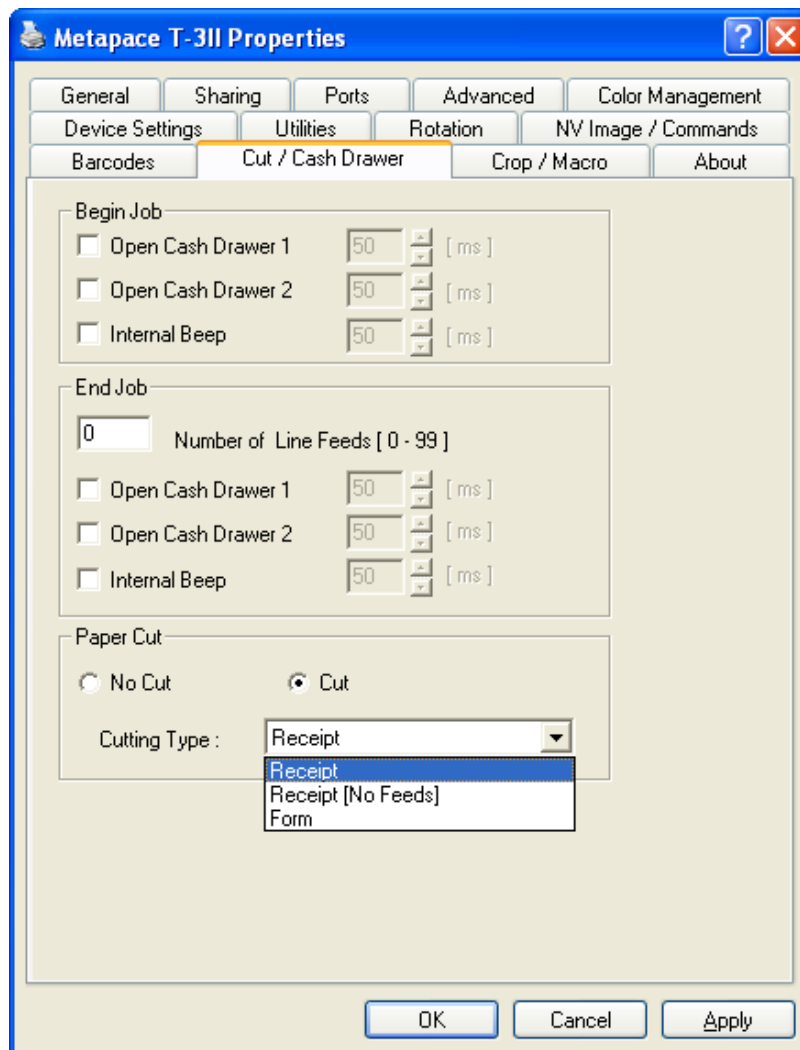 Metapace T-3II Properties
General Sharing Ports Advanced Color Management
Device Settings Utilities Rotation NV Image / Commands
Barcodes Cut / Cash Drawer Crop / Macro About
Begin Job
Open Cash Drawer 1 50 [ ms ]
Open Cash Drawer 2 50 [ ms ]
Internal Beep 50 [ ms ]
End Job
0 Number of Line Feeds [ 0 - 99 ]
Open Cash Drawer 1 50 [ ms ]
Open Cash Drawer 2 50 [ ms ]
Internal Beep 50 [ ms ]
Paper Cut
No Cut Cut
Cutting Type : Receipt
Receipt
Receipt [No Feeds]
Form
OK Cancel Apply